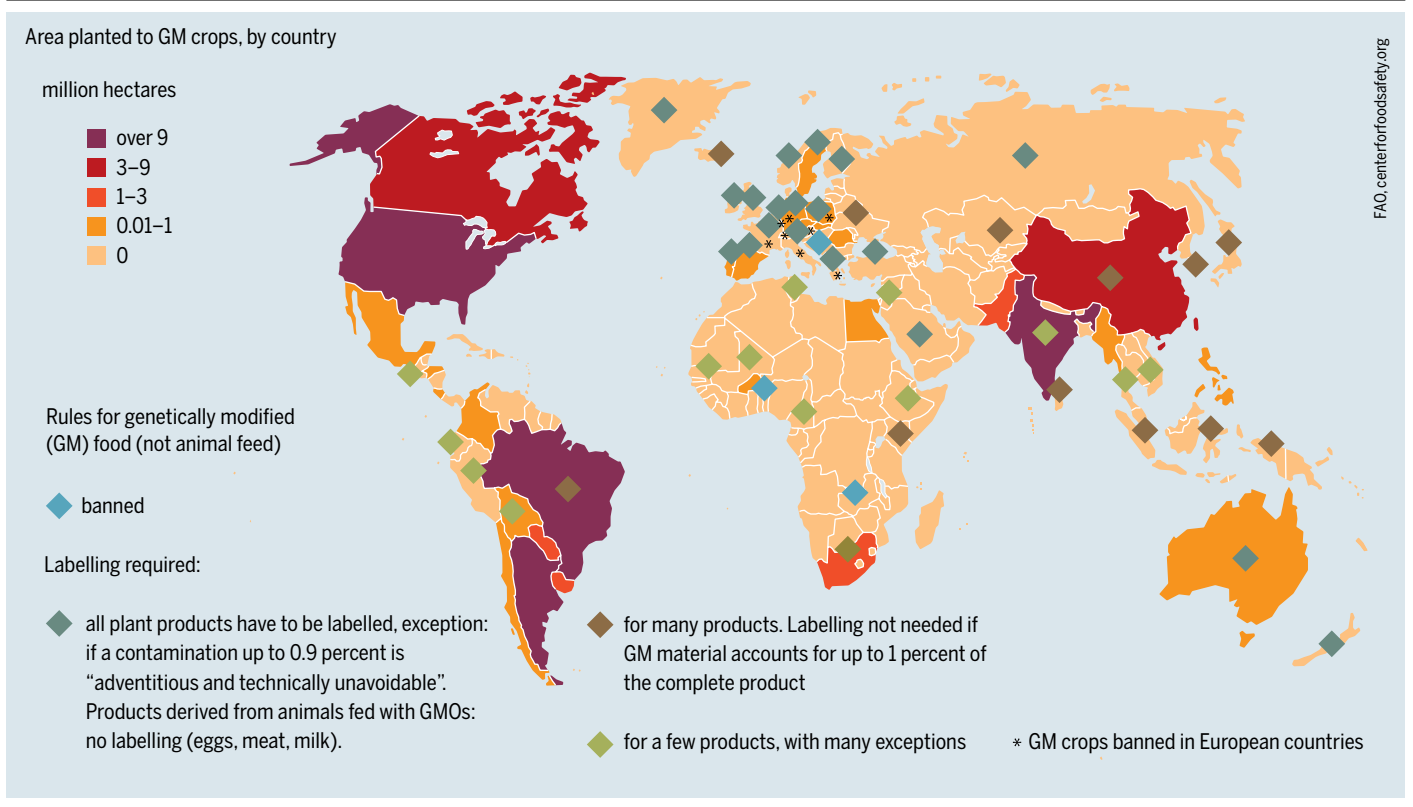 Area planted to GM crops, by country
million hectares
over 9
3–9
1–3
0.01–1
0
FAO, centerforfoodsafety.org
Rules for genetically modified
(GM) food (not animal feed)
banned
Labelling required:
all plant products have to be labelled, exception:
if a contamination up to 0.9 percent is
“adventitious and technically unavoidable”.
Products derived from animals fed with GMOs:
no labelling (eggs, meat, milk).
for many products. Labelling not needed if
GM material accounts for up to 1 percent of
the complete product
for a few products, with many exceptions
* GM crops banned in European countries